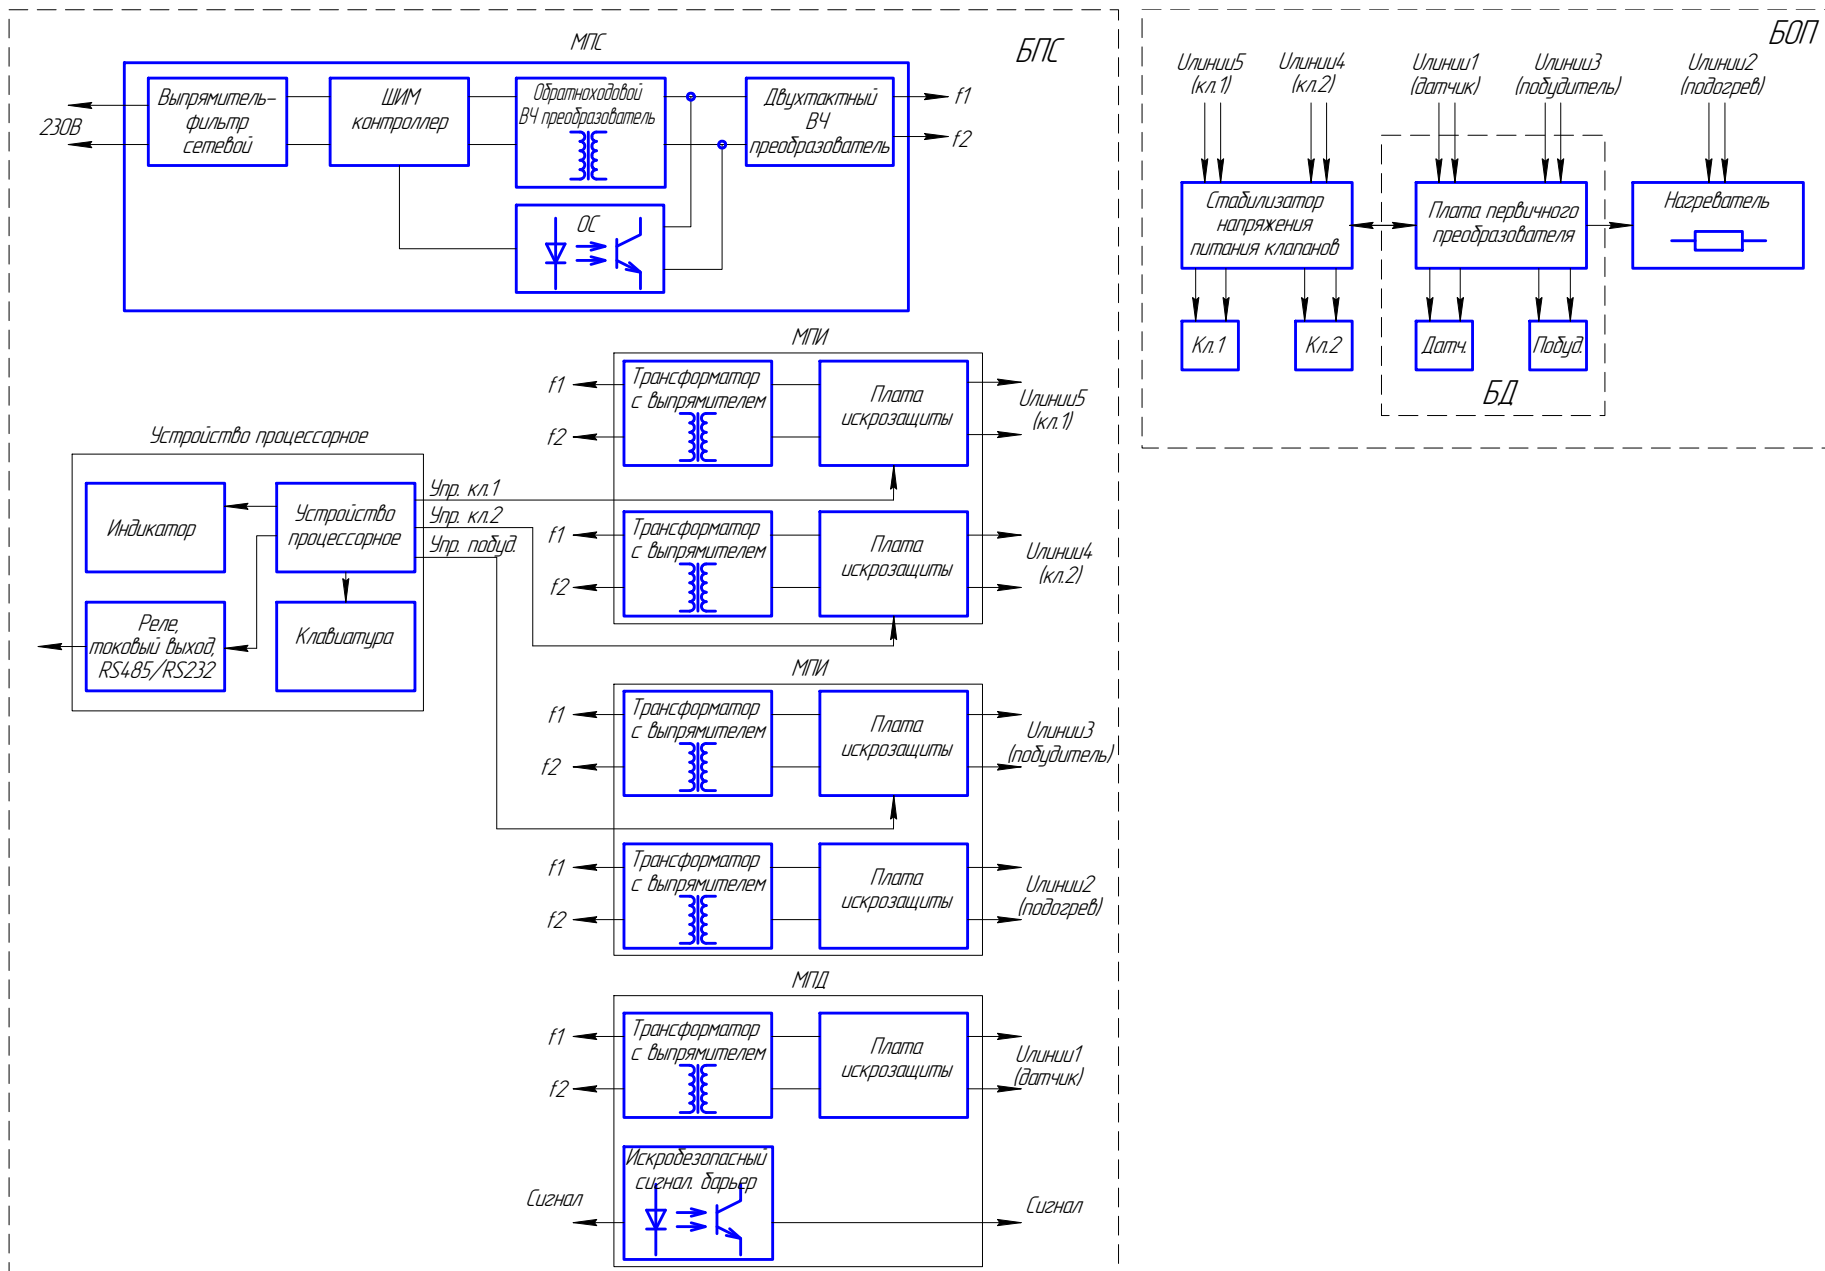 МПС
БПС
Выпрямитель-
фильтр
сетевой
ШИМ
контроллер
Обратноходовой
ВЧ преобразователь
Двухтактный
ВЧ
преобразователь
230В
f1
f2
ОС
МПИ
f1
f2
Трансформатор
с выпрямителем
Плата
искрозащиты
Uлинии5
(кл.1)
f1
f2
Трансформатор
с выпрямителем
Плата
искрозащиты
Uлинии4
(кл.2)
Устройство процессорное
Индикатор
Устройство
процессорное
Упр. кл.1
Упр. кл.2
Упр. побуд.
Реле,
токовый выход,
RS485/RS232
Клавиатура
МПИ
f1
f2
Трансформатор
с выпрямителем
Плата
искрозащиты
Uлинии3
(побудитель)
f1
f2
Трансформатор
с выпрямителем
Плата
искрозащиты
Uлинии2
(подогрев)
МПД
f1
f2
Трансформатор
с выпрямителем
Плата
искрозащиты
Uлинии1
(датчик)
Искробезопасный
сигнал. барьер
Сигнал
Сигнал
БОП
Uлинии5
(кл.1)
Uлинии4
(кл.2)
Uлинии1
(датчик)
Uлинии3
(побудитель)
Uлинии2
(подогрев)
Стабилизатор
напряжения
питания клапанов
Плата первичного
преобразователя
Нагреватель
Кл.1
Кл.2
Датч.
Побуд.
БД